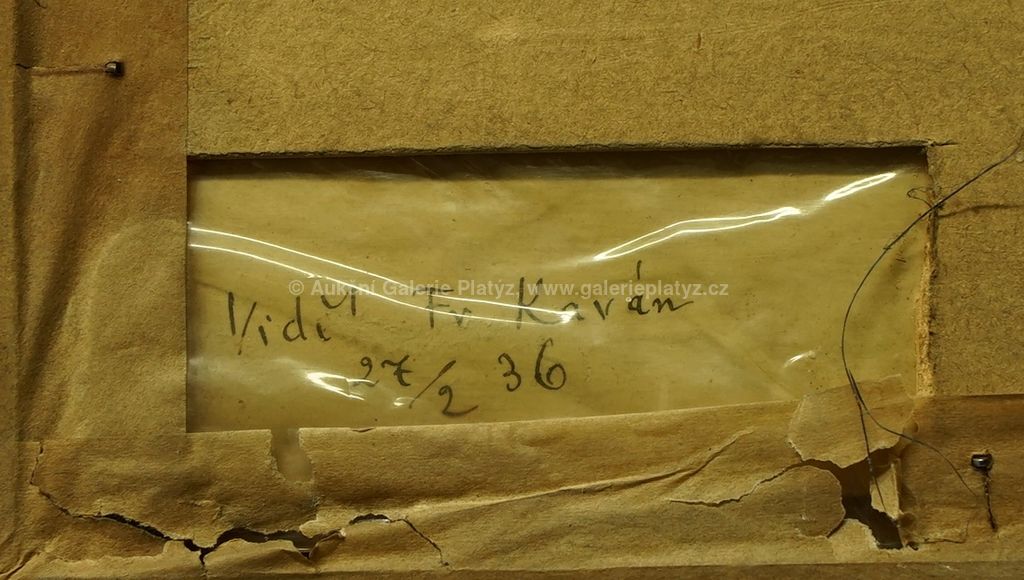 © Aukční Galerie Platýz, www.galerieplatyz.cz
Viděl Fr. Kaván
27/2 36